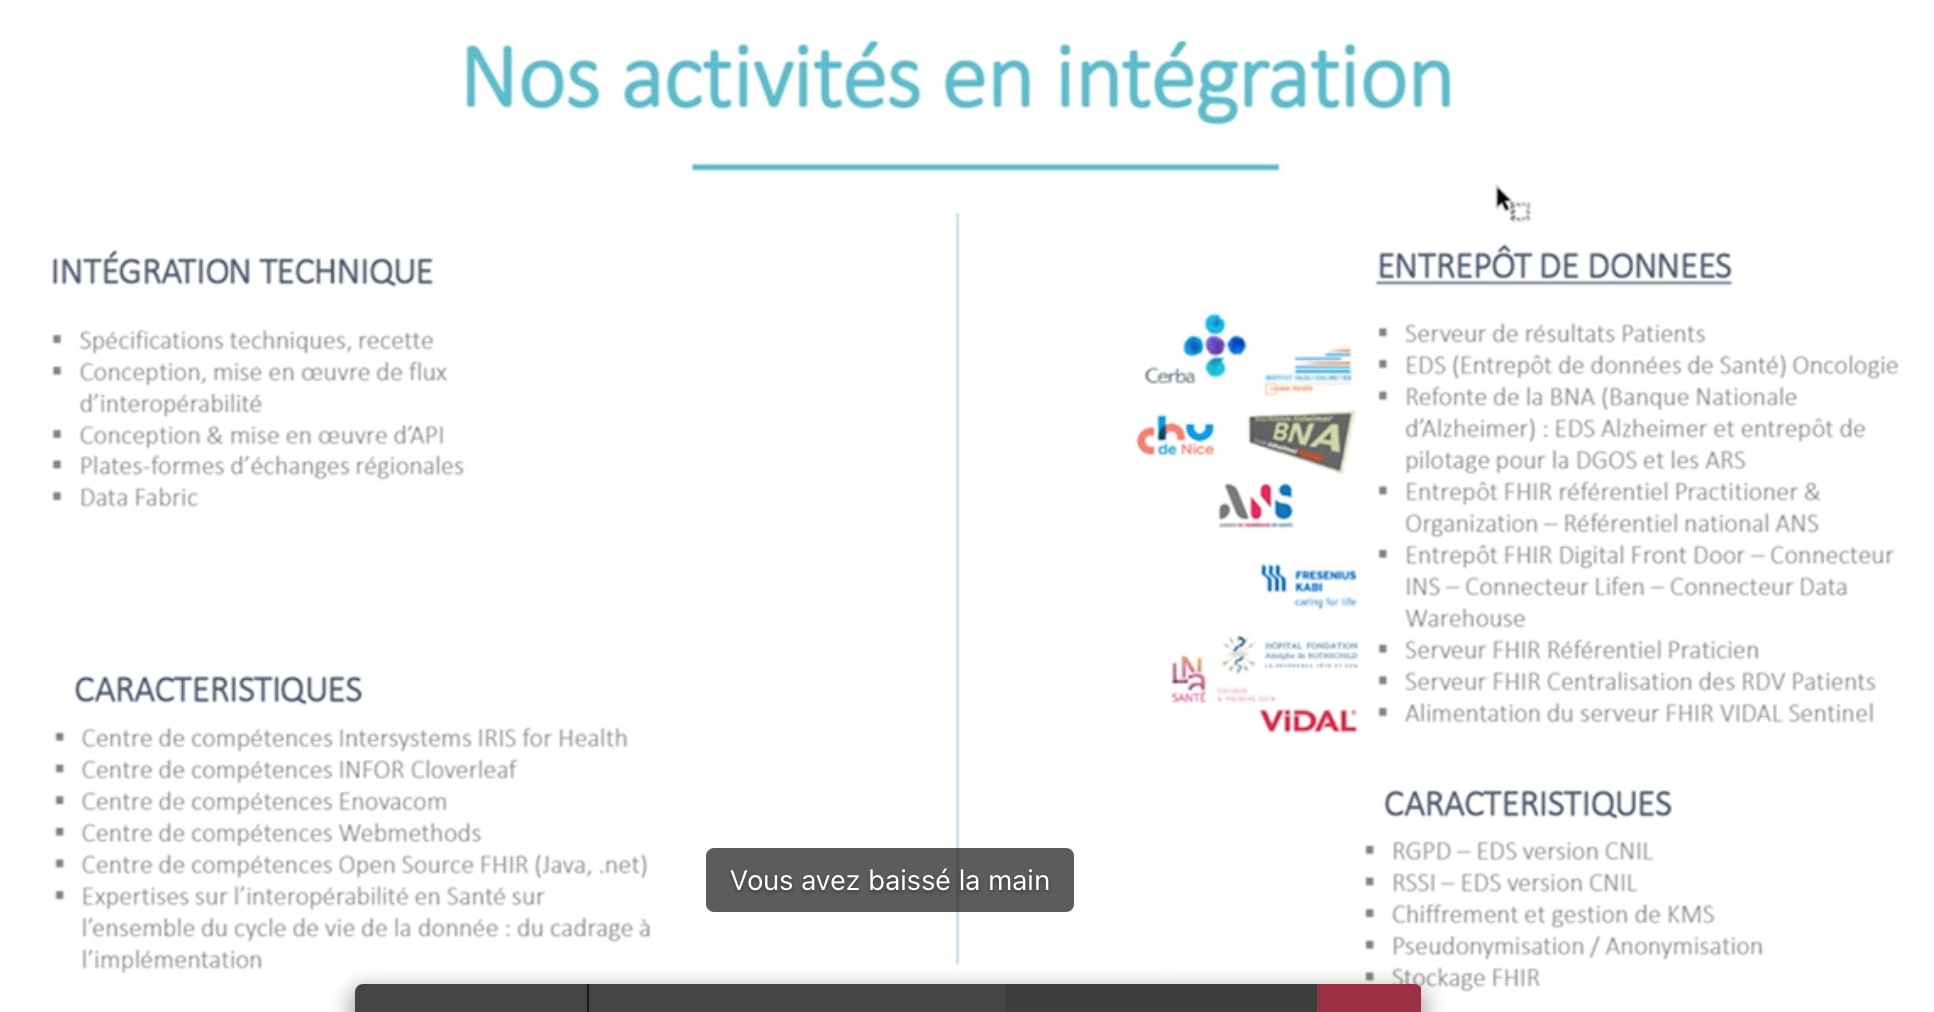 Nos activités en intégration
INTÉGRATION TECHNIQUE
▪ Spécifications techniques, recette
▪ Conception, mise en œuvre de flux
d’interopérabilité
▪ Conception & mise en œuvre d’API
▪ Plates-formes d’échanges régionales
▪ Data Fabric
CARACTERISTIQUES
▪ Centre de compétences Intersystems IRIS for Health
▪ Centre de compétences INFOR Cloverleaf
▪ Centre de compétences Enovacom
▪ Centre de compétences Webmethods
▪ Centre de compétences Open Source FHIR (Java, .net)
▪ Expertises sur l’interopérabilité en Santé sur
l’ensemble du cycle de vie de la donnée : du cadrage à
l’implémentation
ENTREPÔT DE DONNEES
▪ Serveur de résultats Patients
▪ EDS (Entrepôt de données de Santé) Oncologie
▪ Refonte de la BNA (Banque Nationale
d’Alzheimer) : EDS Alzheimer et entrepôt de
pilotage pour la DGOS et les ARS
▪ Entrepôt FHIR référentiel Practitioner &
Organization – Référentiel national ANS
▪ Entrepôt FHIR Digital Front Door – Connecteur
INS – Connecteur Lifen – Connecteur Data
Warehouse
▪ Serveur FHIR Référentiel Praticien
▪ Serveur FHIR Centralisation des RDV Patients
▪ Alimentation du serveur FHIR VIDAL Sentinel
Cerba
INSTITUT PAOLI-CALMETTES
chu
de Nice
BNA
ANS
FRESENIUS
KABI
caring for life
HÔPITAL FONDATION
Adolphe de ROTHSCHILD
LNA
SANTÉ
ViDAL
CARACTERISTIQUES
▪ RGPD – EDS version CNIL
▪ RSSI – EDS version CNIL
▪ Chiffrement et gestion de KMS
▪ Pseudonymisation / Anonymisation
▪ Stockage FHIR
Vous avez baissé la main